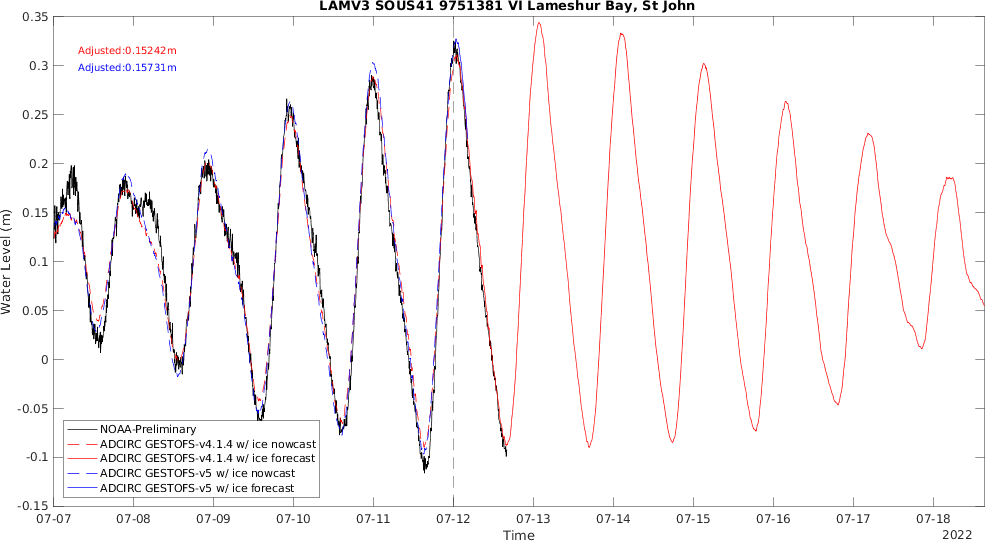 LAMV3 SOUS41 9751381 VI Lameshur Bay, St John
0.35
0.3
0.25
0.2
0.15
0.1
0.05
0
-0.05
-0.1
-0.15
Water Level (m)
Adjusted:0.15242m
Adjusted:0.15731m
NOAA-Preliminary
ADCIRC GESTOFS-v4.1.4 w/ ice nowcast
ADCIRC GESTOFS-v4.1.4 w/ ice forecast
ADCIRC GESTOFS-v5 w/ ice nowcast
ADCIRC GESTOFS-v5 w/ ice forecast
07-07 07-08 07-09 07-10 07-11 07-12 07-13 07-14 07-15 07-16 07-17 07-18
Time
2022